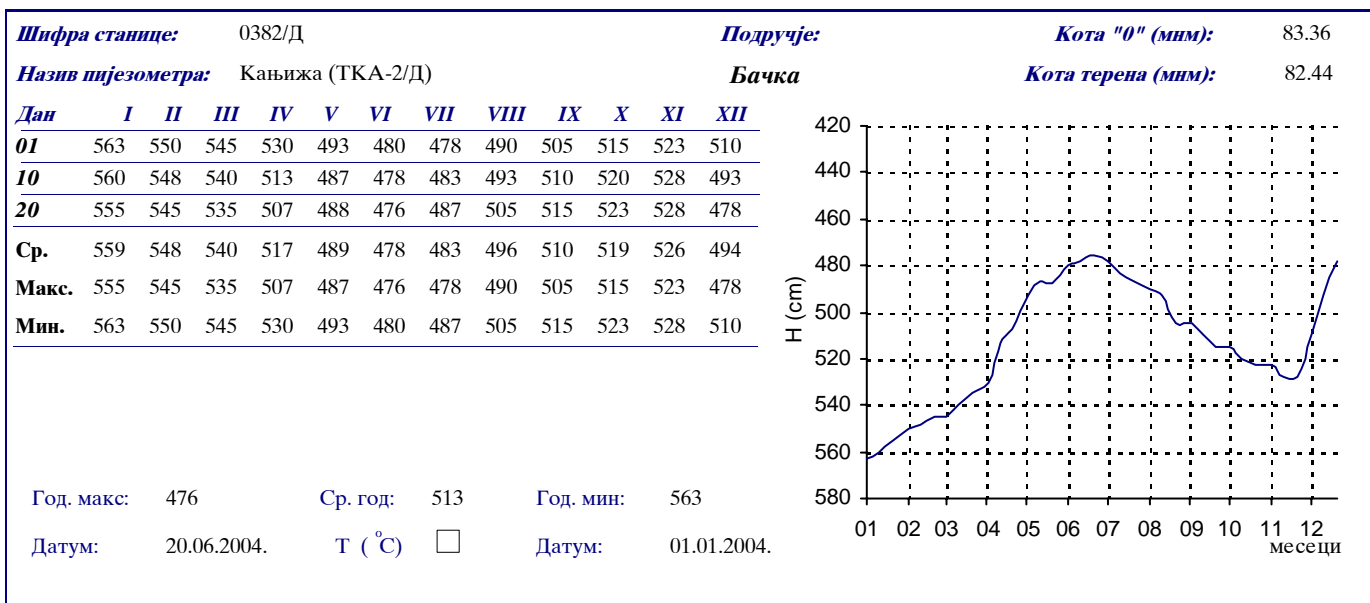 Шифра станице: 0382/Д Подручје: Кота "0" (мнм): 83.36
Назив пијезометра: Кањижа (ТКА-2/Д) Бачка Кота терена (мнм): 82.44
Дан I II III IV V VI VII VIII IX X XI XII
01 563 550 545 530 493 480 478 490 505 515 523 510
10 560 548 540 513 487 478 483 493 510 520 528 493
20 555 545 535 507 488 476 487 505 515 523 528 478
Ср. 559 548 540 517 489 478 483 496 510 519 526 494
Макс. 555 545 535 507 487 476 478 490 505 515 523 478
Мин. 563 550 545 530 493 480 487 505 515 523 528 510
420
440
460
480
500
520
540
560
580
H (cm)
01 02 03 04 05 06 07 08 09 10 11 12
месеци
Год. макс: 476 Ср. год: 513 Год. мин: 563
Датум: 20.06.2004. Т ( °C) Датум: 01.01.2004.